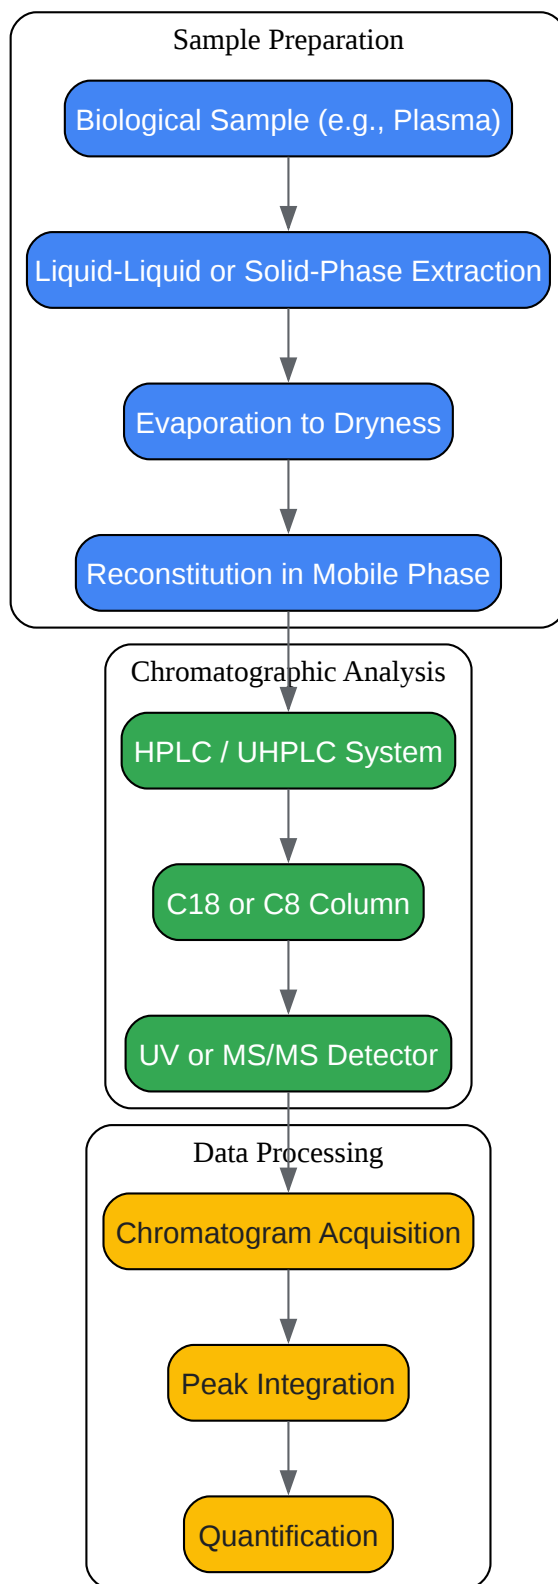 Sample Preparation
Biological Sample (e.g., Plasma)
Liquid-Liquid or Solid-Phase Extraction
Evaporation to Dryness
Reconstitution in Mobile Phase
Chromatographic Analysis
HPLC / UHPLC System
C18 or C8 Column
UV or MS/MS Detector
Data Processing
Chromatogram Acquisition
Peak Integration
Quantification